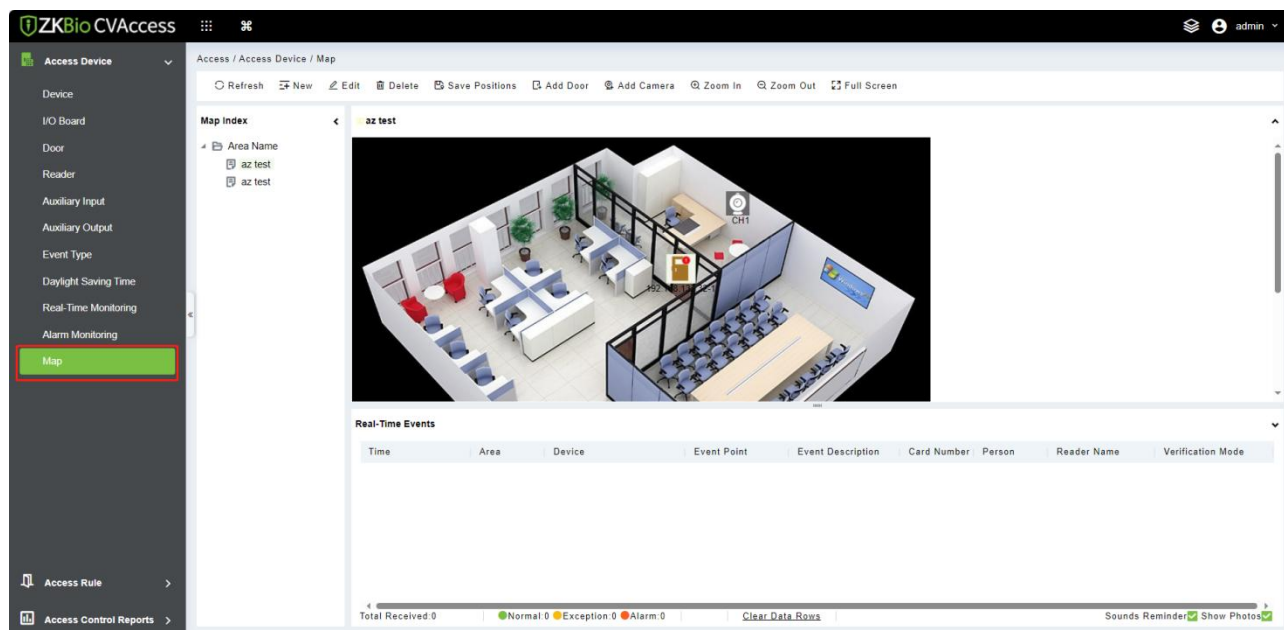 ZKBio CVAccess
admin
Access Device
Device
I/O Board
Door
Reader
Auxiliary Input
Auxiliary Output
Event Type
Daylight Saving Time
Real-Time Monitoring
Alarm Monitoring
Map
Access Rule
Access Control Reports
Access / Access Device / Map
Refresh New Edit Delete Save Positions Add Door Add Camera Zoom In Zoom Out Full Screen
Map Index
Area Name
az test
az test
az test
CH1
Real-Time Events
Time Area Device Event Point Event Description Card Number Person Reader Name Verification Mode
Total Received:0 Normal:0 Exception:0 Alarm:0 Clear Data Rows Sounds Reminder Show Photos